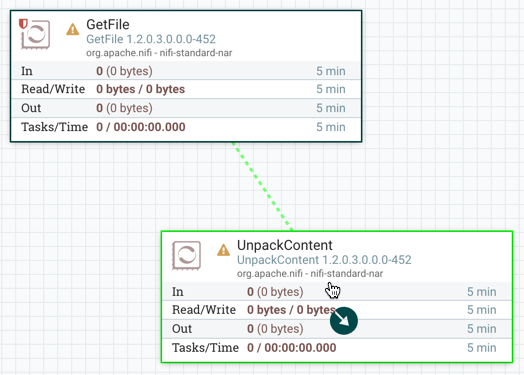 GetFile
GetFile 1.2.0.3.0.0.0-452
org.apache.nifi - nifi-standard-nar
In 0 (0 bytes) 5 min
Read/Write 0 bytes / 0 bytes 5 min
Out 0 (0 bytes) 5 min
Tasks/Time 0 / 00:00:00.000 5 min
UnpackContent
UnpackContent 1.2.0.3.0.0.0-452
org.apache.nifi - nifi-standard-nar
In 0 (0 bytes) 5 min
Read/Write 0 bytes / 0 bytes 5 min
Out 0 (0 bytes) 5 min
Tasks/Time 0 / 00:00:00.000 5 min